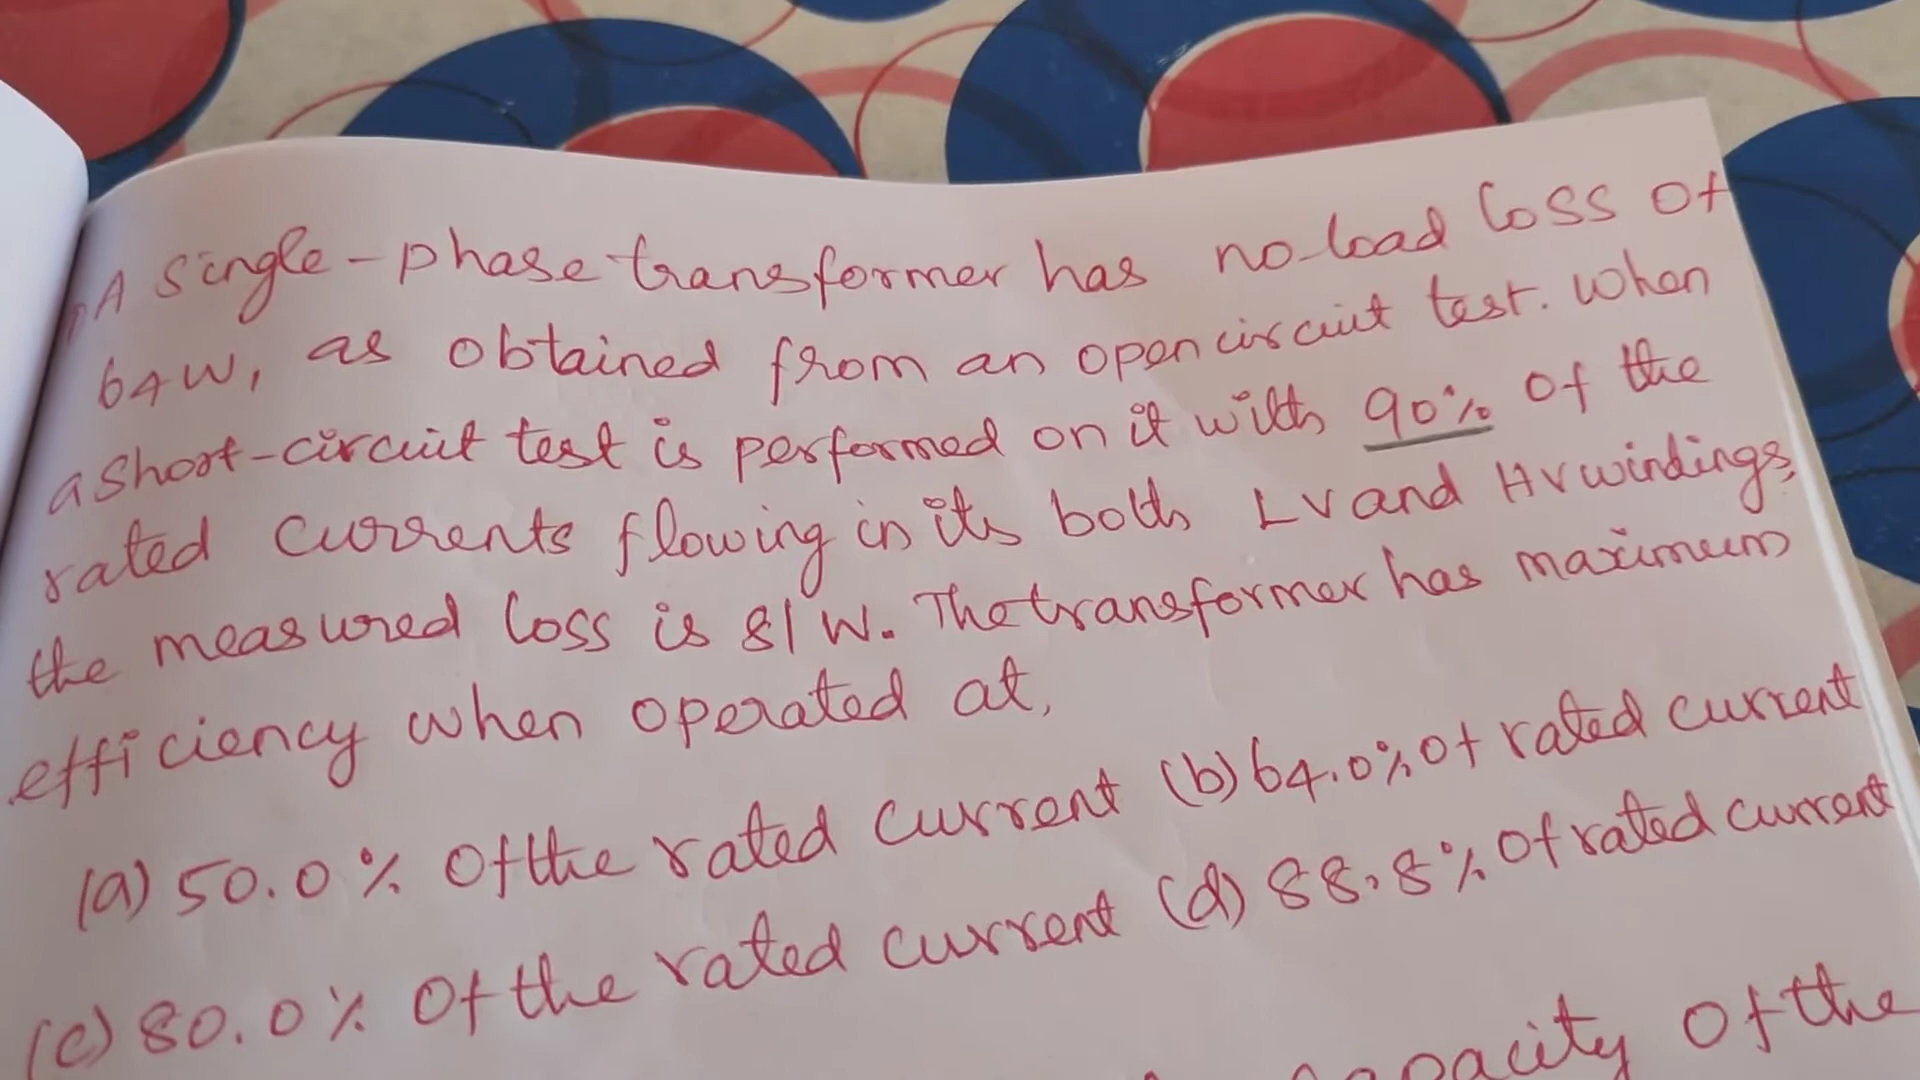 A Single-phase transformer has no-load loss of
64W, as obtained from an open circuit test. When
a Short-circuit test is performed on it with 90% of the
rated currents flowing in its both LV and HV windings,
the measured loss is 81 W. The transformer has maximum
efficiency when operated at,
(a) 50.0% of the rated current (b) 64.0% of rated current
(c) 80.0% of the rated current (d) 88.8% of rated current
capacity of the